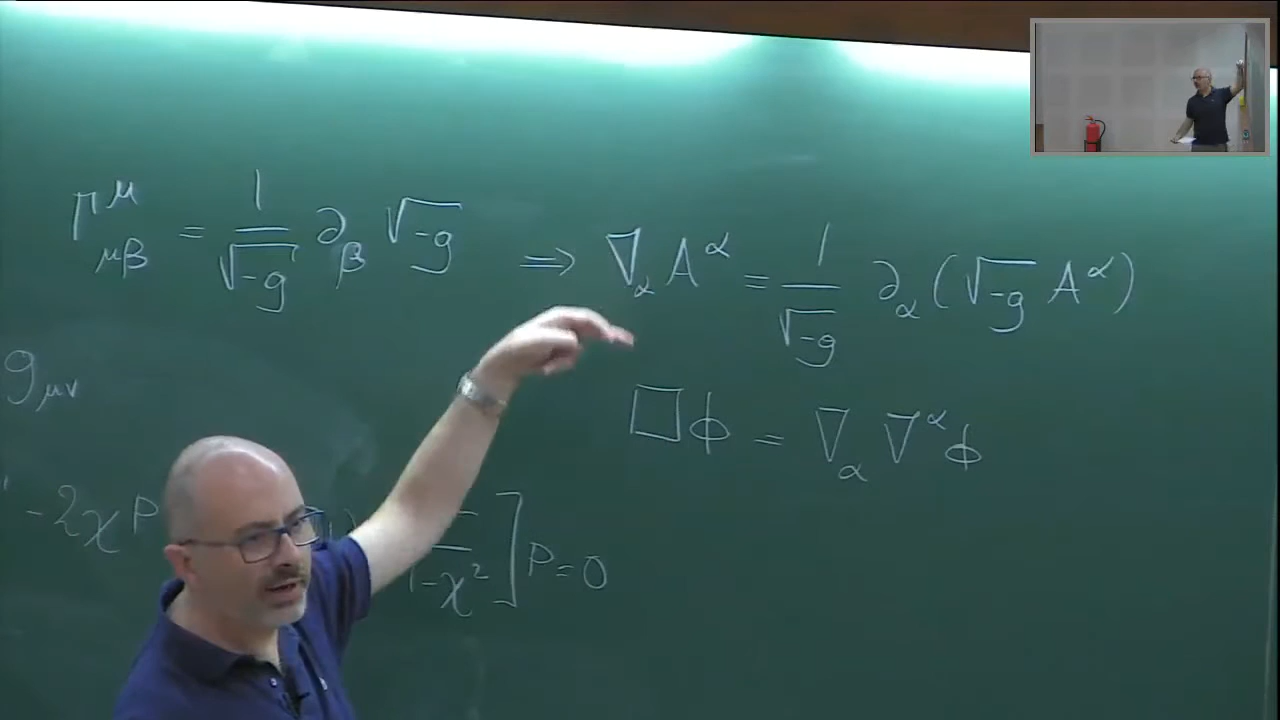 Γ^μ_{μβ} = 1/√-g ∂_β √-g ⇒ ∇_α A^α = 1/√-g ∂_α (√-g A^α)
g_{μν}
□φ = ∇_α ∇^α φ
- 2χ P
1-χ² ] P = 0